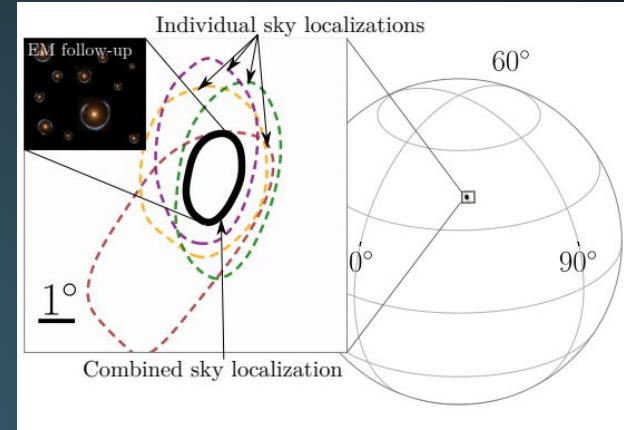 Individual sky localizations
EM follow-up
60°
0°
90°
1°
Combined sky localization